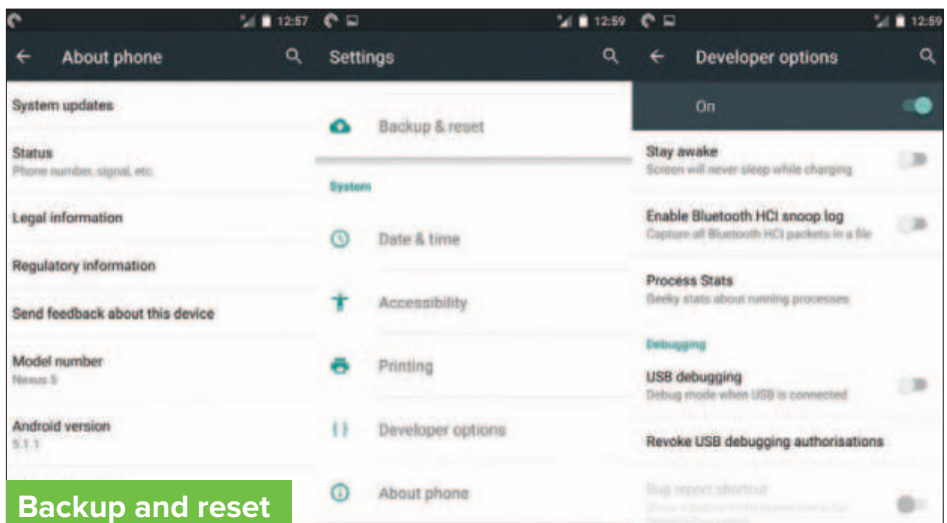 12:57
About phone
System updates
Status
Phone number, signal, etc.
Legal information
Regulatory information
Send feedback about this device
Model number
Nexus 5
Android version
5.1.1
Backup and reset
12:59
Settings
Backup & reset
System
Date & time
Accessibility
Printing
Developer options
About phone
12:59
Developer options
On
Stay awake
Screen will never sleep while charging
Enable Bluetooth HCI snoop log
Capture all Bluetooth HCI packets in a file
Process Stats
Geeky stats about running processes
Debugging
USB debugging
Debug mode when USB is connected
Revoke USB debugging authorisations
Bug report shortcut